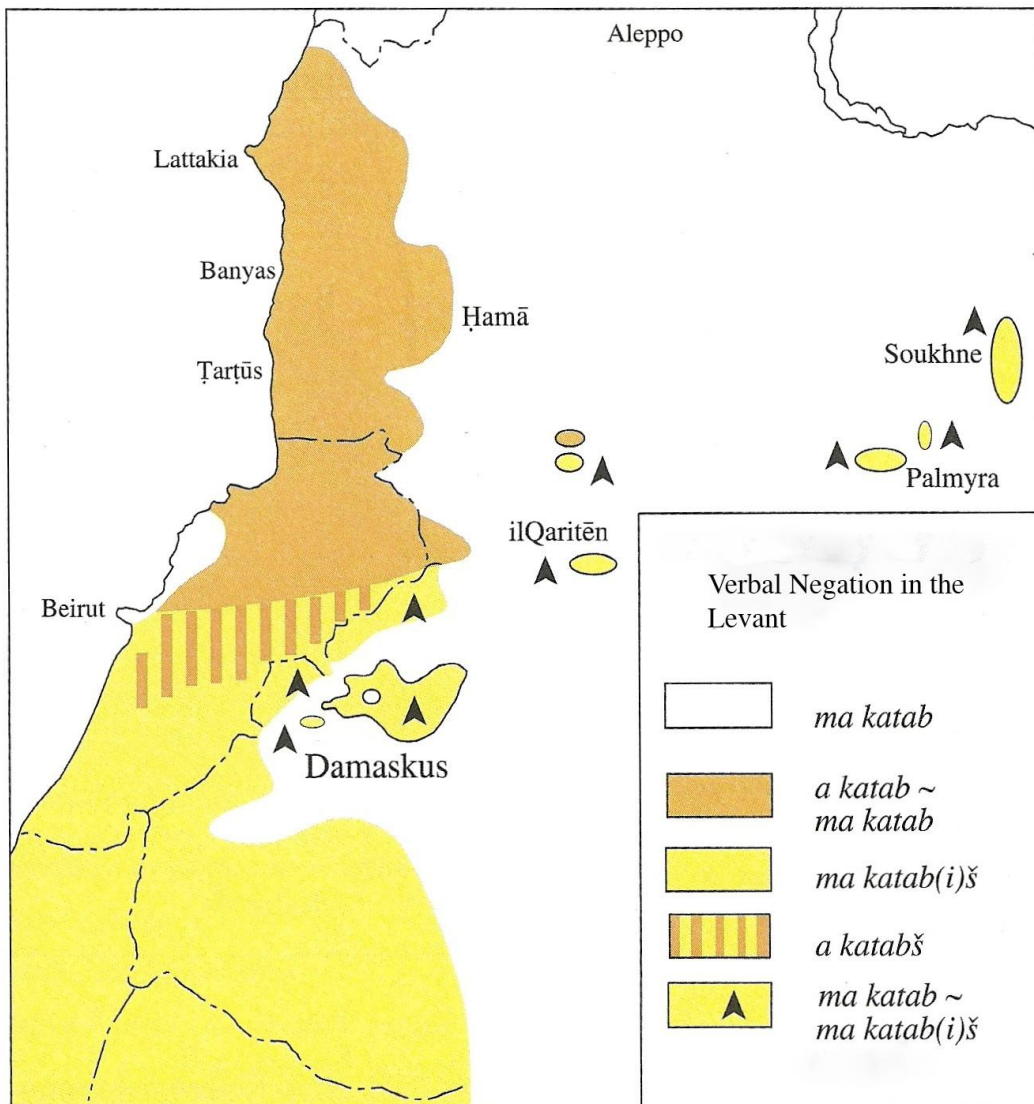 Aleppo
Lattakia
Banyas
Ḥamā
Ṭarṭūs
Soukhne
Palmyra
ilQaritēn
Beirut
Damaskus
Verbal Negation in the
Levant
ma katab
a katab ~
ma katab
ma katab(i)š
a katabš
ma katab ~
ma katab(i)š